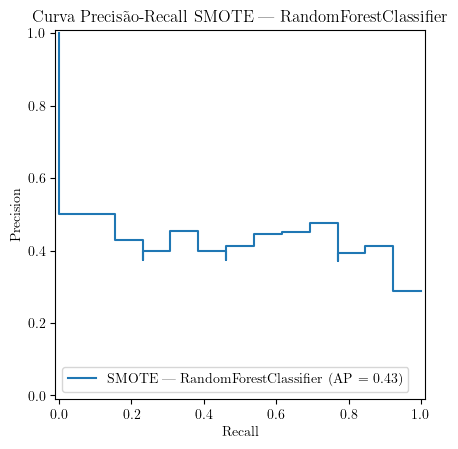 Curva Precisão-Recall SMOTE — RandomForestClassifier
1.0
0.8
0.6
0.4
0.2
0.0
Precision
SMOTE — RandomForestClassifier (AP = 0.43)
0.0 0.2 0.4 0.6 0.8 1.0
Recall